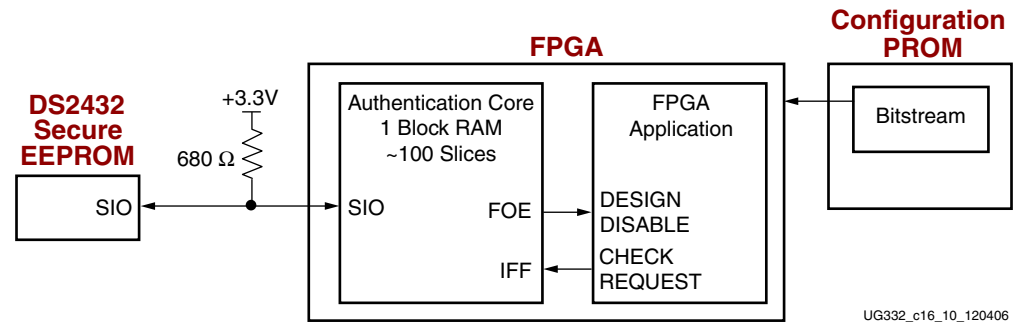 DS2432
Secure
EEPROM
SIO
+3.3V
680 Ω
FPGA
Authentication Core
1 Block RAM
~100 Slices
SIO
FOE
IFF
FPGA
Application
DESIGN
DISABLE
CHECK
REQUEST
Configuration
PROM
Bitstream
UG332_c16_10_120406